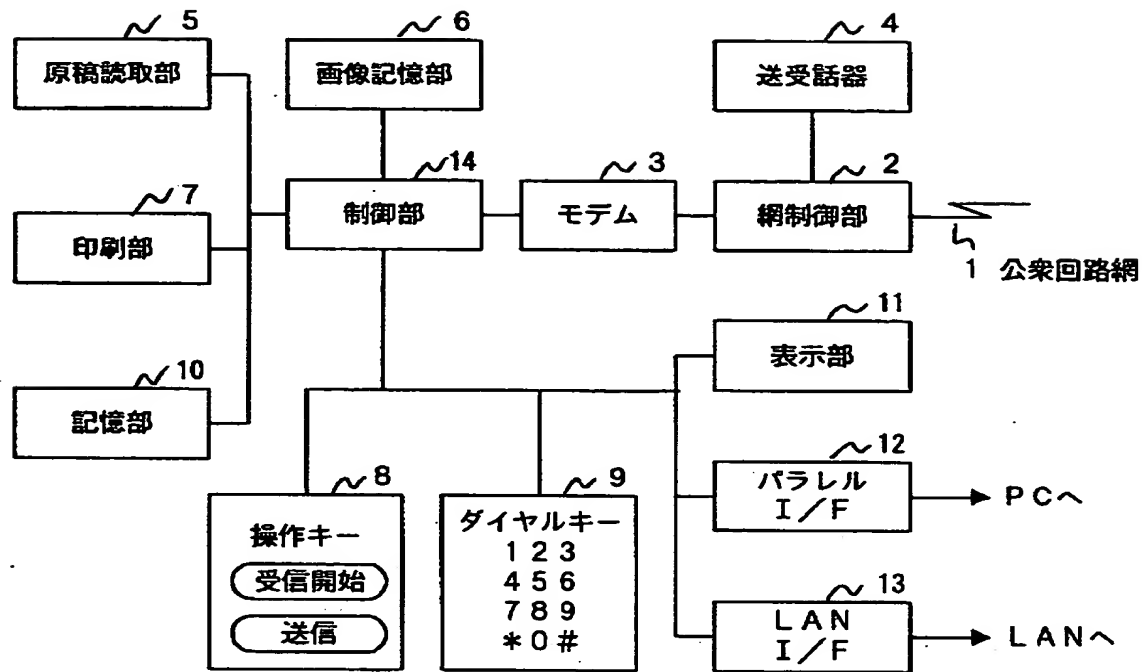 5
6
4
原稿読取部
画像記憶部
送受話器
7
14
3
2
印刷部
制御部
モデム
網制御部
1 公衆回路網
10
11
記憶部
表示部
8
9
12
操作キー
受信開始
送信
ダイヤルキー
1 2 3
4 5 6
7 8 9
* 0 #
パラレル
I/F
PCへ
13
LAN
I/F
LANへ